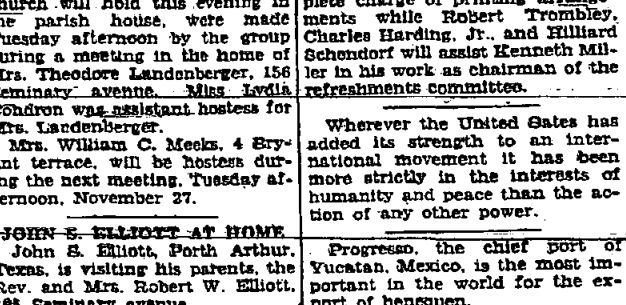 church will hold this evening in
the parish house, were made
Tuesday afternoon by the group
during a meeting in the home of
Mrs. Theodore Landenberger, 156
Seminary avenue. Miss Lydia
Condron was assistant hostess for
Mrs. Landenberger.
Mrs. William C. Meeks, 4 Bry-
ant terrace, will be hostess dur-
ing the next meeting, Tuesday af-
ernoon, November 27.
JOHN S. ELLIOTT AT HOME
John S. Elliott, Porth Arthur,
Texas, is visiting his parents, the
Rev. and Mrs. Robert W. Elliott,
Seminary avenue.
plete charge of printing
ments while Robert Trombley,
Charles Harding, Jr., and Hilliard
Schendorf will assist Kenneth Mil-
ler in his work as chairman of the
refreshments committee.
Wherever the United Sates has
added its strength to an inter-
national movement it has been
more strictly in the interests of
humanity and peace than the ac-
tion of any other power.
Progresso, the chief port of
Yucatan, Mexico, is the most im-
portant in the world for the ex-
port of henequen.